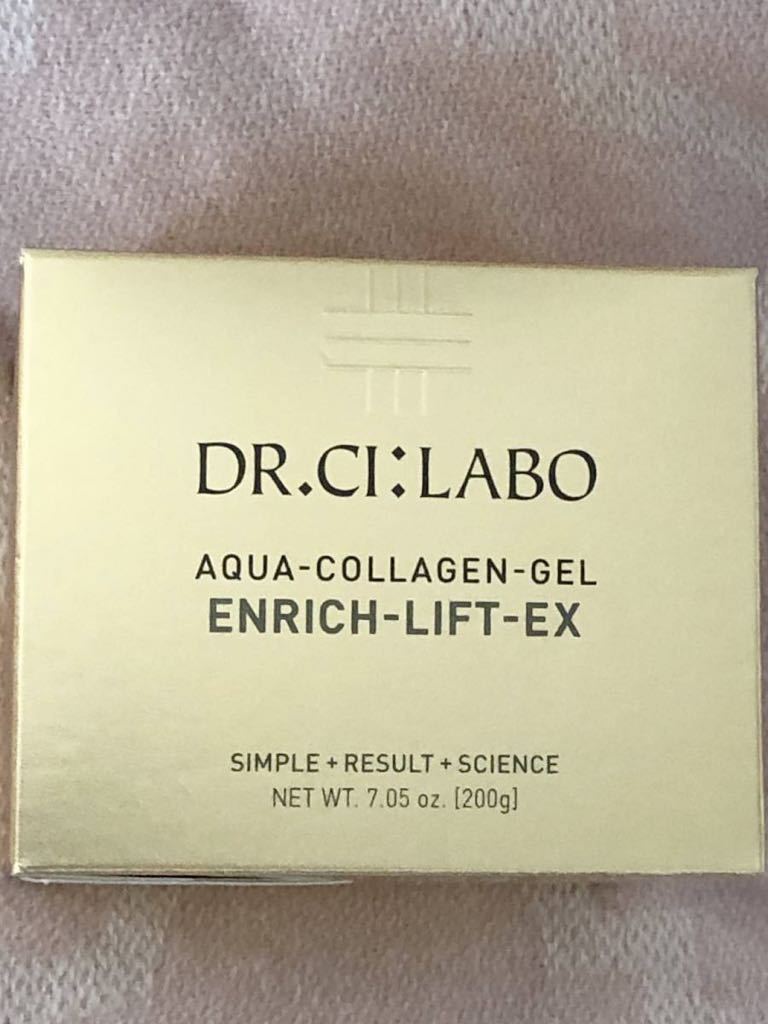 DR.CI:LABO
AQUA-COLLAGEN-GEL
ENRICH-LIFT-EX
SIMPLE + RESULT + SCIENCE
NET WT. 7.05 oz. [200g]